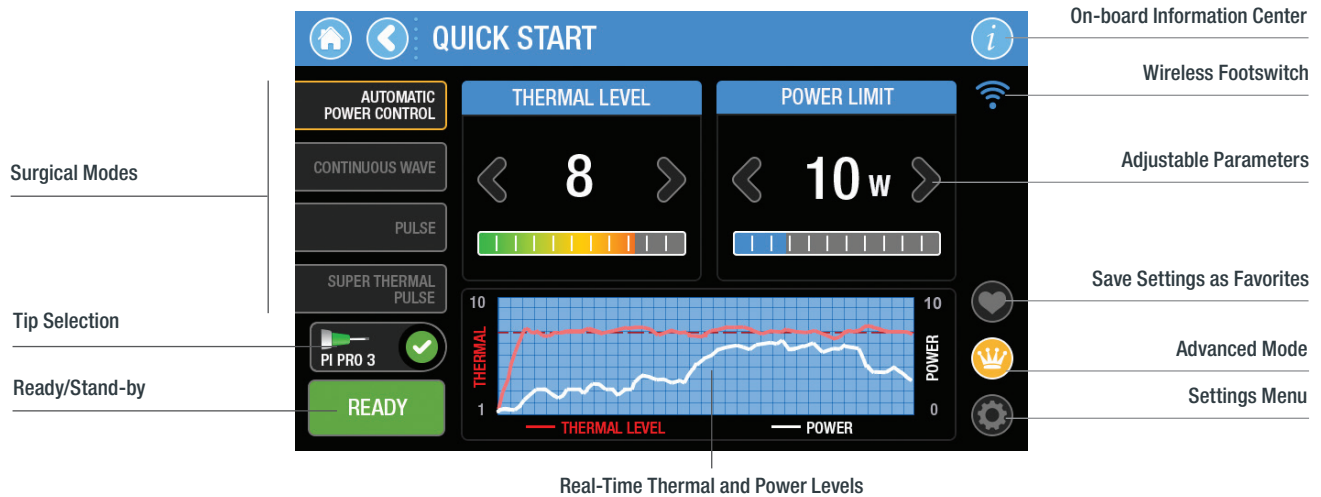 On-board Information Center
QUICK START
i
Wireless Footswitch
AUTOMATIC
POWER CONTROL
THERMAL LEVEL
POWER LIMIT
Surgical Modes
CONTINUOUS WAVE
8
10 W
Adjustable Parameters
PULSE
SUPER THERMAL
PULSE
Save Settings as Favorites
10
10
Tip Selection
PI PRO 3
THERMAL
POWER
Advanced Mode
Ready/Stand-by
READY
1
0
Settings Menu
THERMAL LEVEL
POWER
Real-Time Thermal and Power Levels